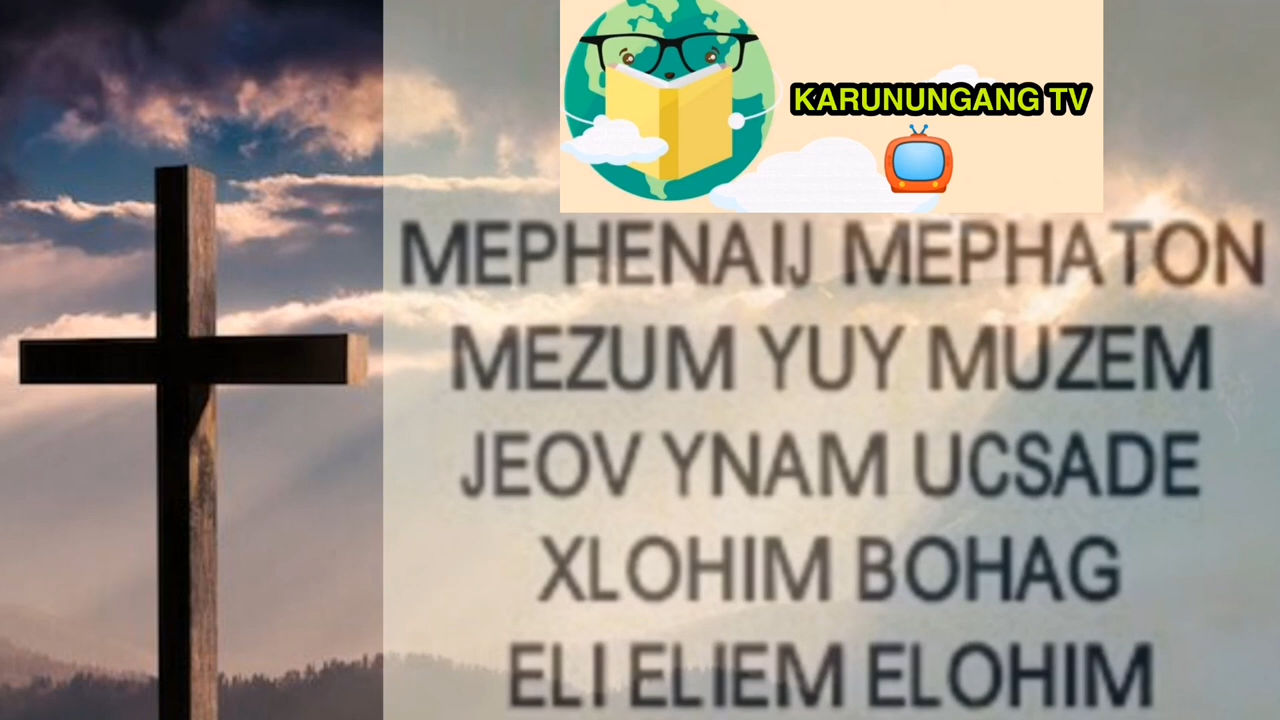 KARUNUNGANG TV
MEPHENAIJ MEPHATON
MEZUM YUY MUZEM
JEOV YNAM UCSADE
XLOHIM BOHAG
ELI ELIEM ELOHIM